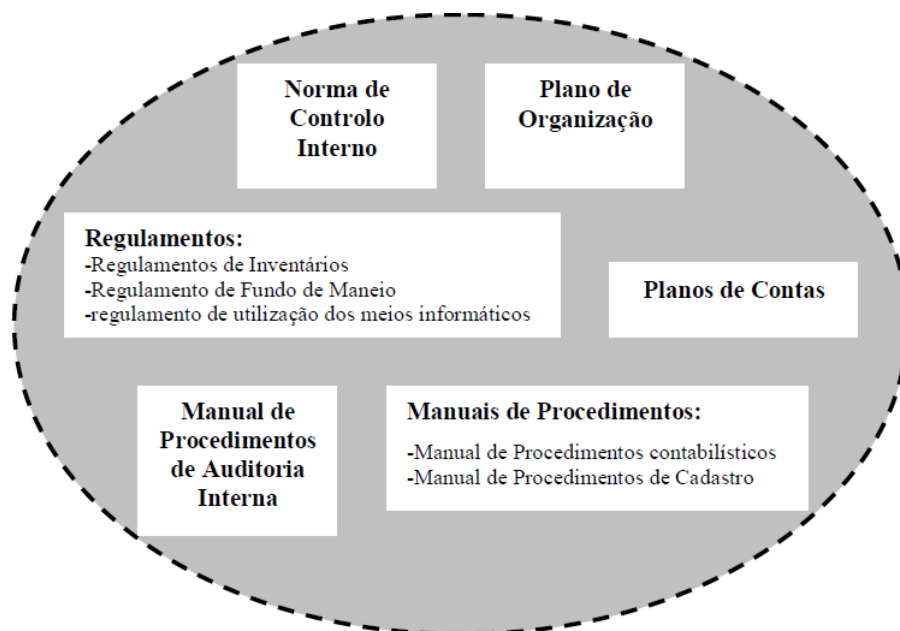 Norma de
Controlo
Interno
Plano de
Organização
Regulamentos:
-Regulamentos de Inventários
-Regulamento de Fundo de Maneio
-regulamento de utilização dos meios informáticos
Planos de Contas
Manual de
Procedimentos
de Auditoria
Interna
Manuais de Procedimentos:
-Manual de Procedimentos contabilísticos
-Manual de Procedimentos de Cadastro